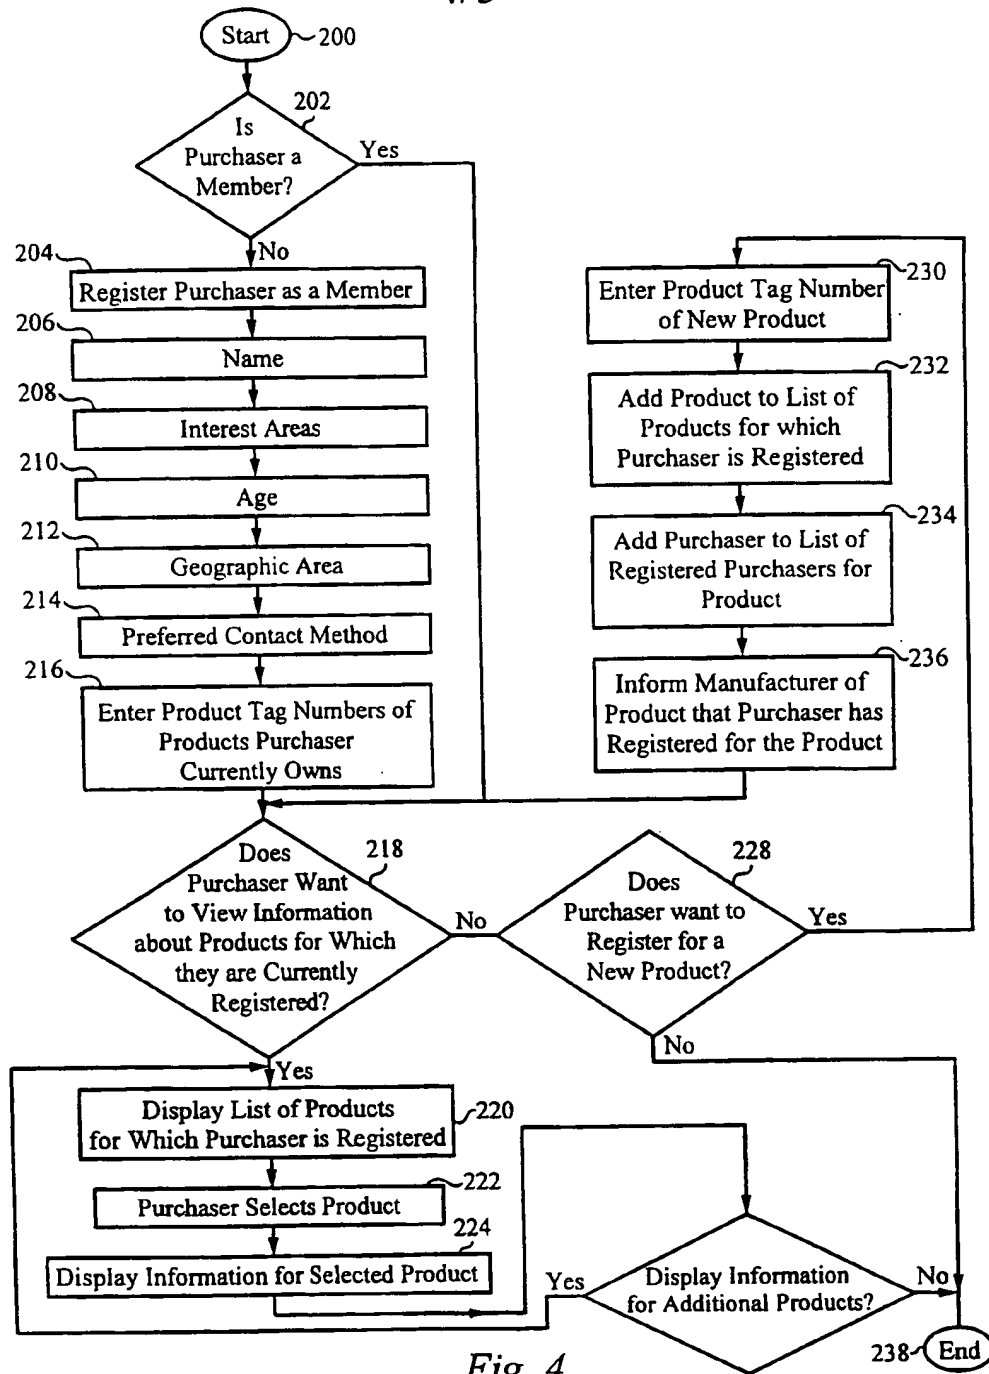 Start
200
202
Is
Purchaser a
Member?
Yes
No
204
Register Purchaser as a Member
206
Name
208
Interest Areas
210
Age
212
Geographic Area
214
Preferred Contact Method
216
Enter Product Tag Numbers of
Products Purchaser
Currently Owns
230
Enter Product Tag Number
of New Product
232
Add Product to List of
Products for which
Purchaser is Registered
234
Add Purchaser to List of
Registered Purchasers for
Product
236
Inform Manufacturer of
Product that Purchaser has
Registered for the Product
218
Does
Purchaser Want
to View Information
about Products for Which
they are Currently
Registered?
No
228
Does
Purchaser want to
Register for a
New Product?
Yes
No
Yes
Display List of Products
for Which Purchaser is Registered
220
222
Purchaser Selects Product
224
Display Information for Selected Product
Yes
Display Information
for Additional Products?
No
238
End
Fig. 4